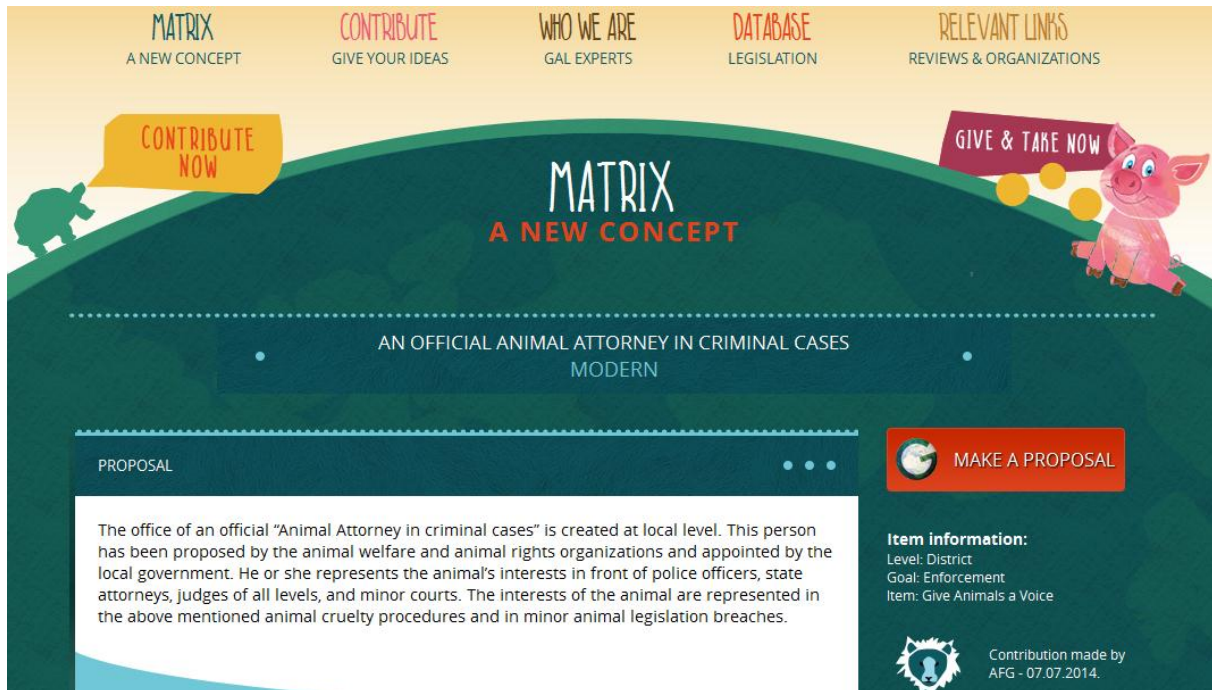 MATRIX
A NEW CONCEPT
CONTRIBUTE
GIVE YOUR IDEAS
WHO WE ARE
GAL EXPERTS
DATABASE
LEGISLATION
RELEVANT LINKS
REVIEWS & ORGANIZATIONS
CONTRIBUTE
NOW
GIVE & TAKE NOW
MATRIX
A NEW CONCEPT
AN OFFICIAL ANIMAL ATTORNEY IN CRIMINAL CASES
MODERN
PROPOSAL
The office of an official “Animal Attorney in criminal cases” is created at local level. This person
has been proposed by the animal welfare and animal rights organizations and appointed by the
local government. He or she represents the animal’s interests in front of police officers, state
attorneys, judges of all levels, and minor courts. The interests of the animal are represented in
the above mentioned animal cruelty procedures and in minor animal legislation breaches.
MAKE A PROPOSAL
Item information:
Level: District
Goal: Enforcement
Item: Give Animals a Voice
Contribution made by
AFG - 07.07.2014.